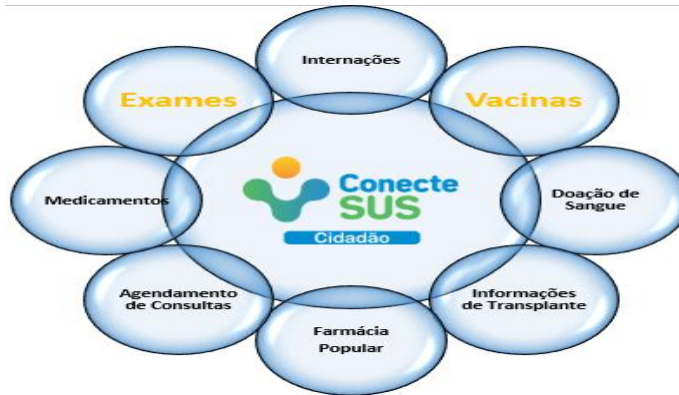 Internações
Exames
Vacinas
Medicamentos
Conecte
SUS
Cidadão
Doação de
Sangue
Agendamento
de Consultas
Informações
de Transplante
Farmácia
Popular